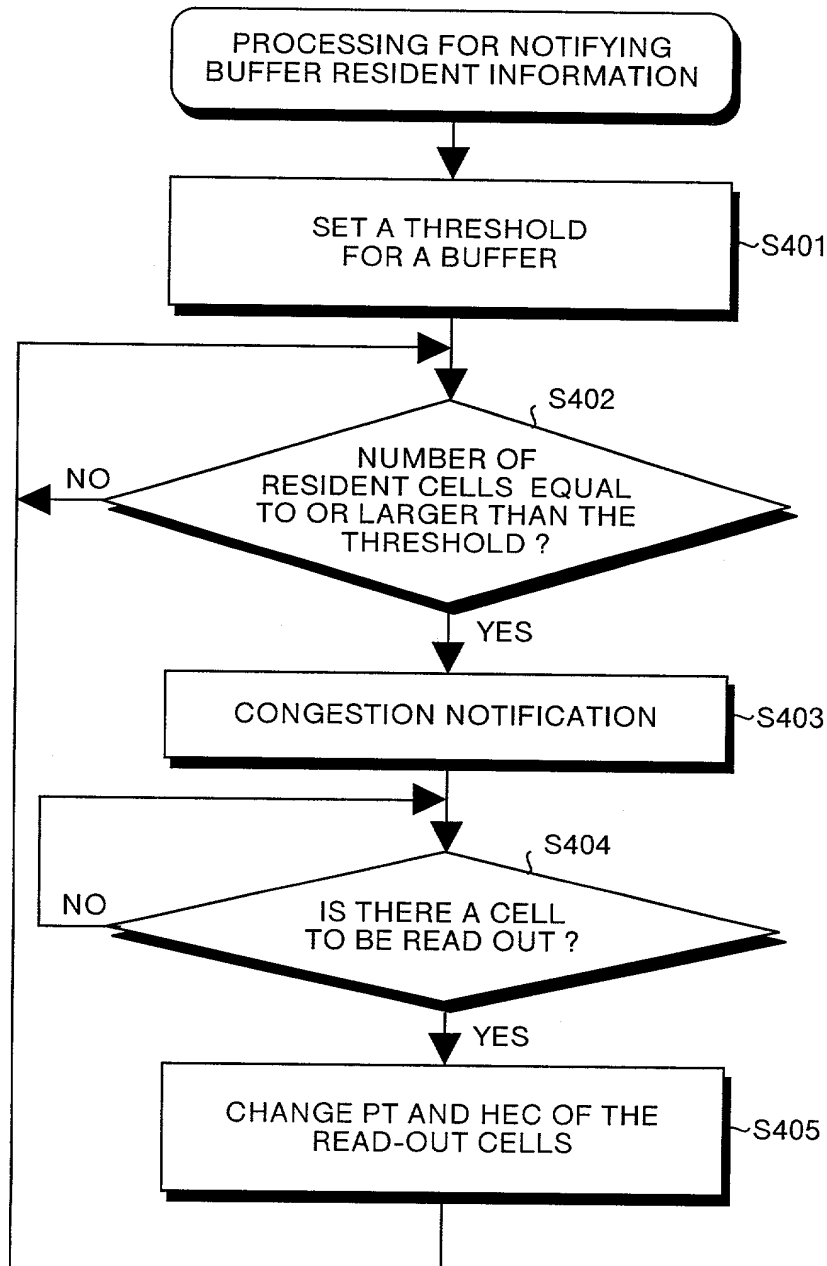 PROCESSING FOR NOTIFYING
BUFFER RESIDENT INFORMATION
SET A THRESHOLD
FOR A BUFFER
S401
S402
NUMBER OF
RESIDENT CELLS EQUAL
TO OR LARGER THAN THE
THRESHOLD ?
NO
YES
CONGESTION NOTIFICATION
S403
S404
IS THERE A CELL
TO BE READ OUT ?
NO
YES
CHANGE PT AND HEC OF THE
READ-OUT CELLS
S405